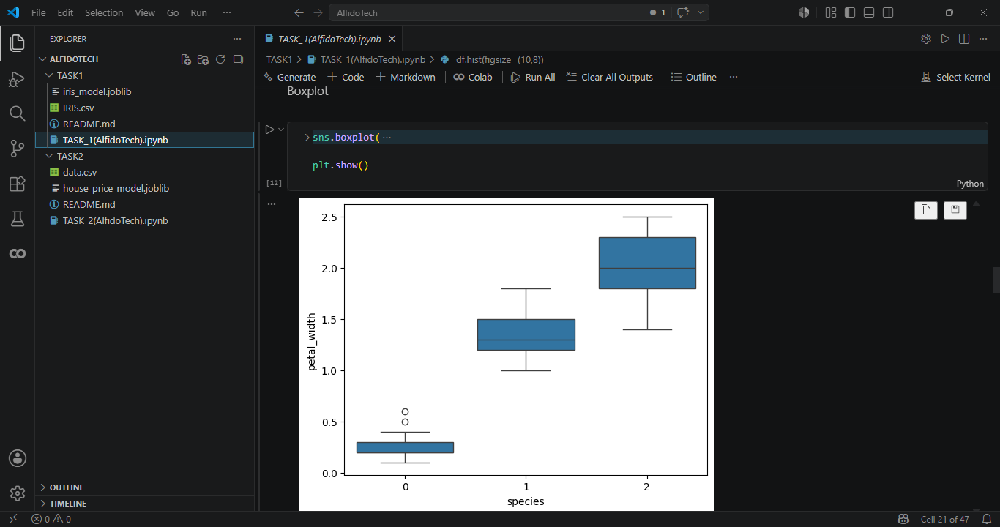 File Edit Selection View Go Run ···
AlfidoTech
1
EXPLORER ···
ALFIDOTECH
TASK1
iris_model.joblib
IRIS.csv
README.md
TASK_1(AlfidoTech).ipynb
TASK2
data.csv
house_price_model.joblib
README.md
TASK_2(AlfidoTech).ipynb
OUTLINE
TIMELINE
TASK_1(AlfidoTech).ipynb
TASK1 > TASK_1(AlfidoTech).ipynb > df.hist(figsize=(10,8))
Generate + Code + Markdown Colab Run All Clear All Outputs Outline ··· Select Kernel
Boxplot
sns.boxplot( ···
plt.show()
[12]
Python
2.5
2.0
1.5
1.0
0.5
0.0
petal_width
0 1 2
species
0 0
Cell 21 of 47